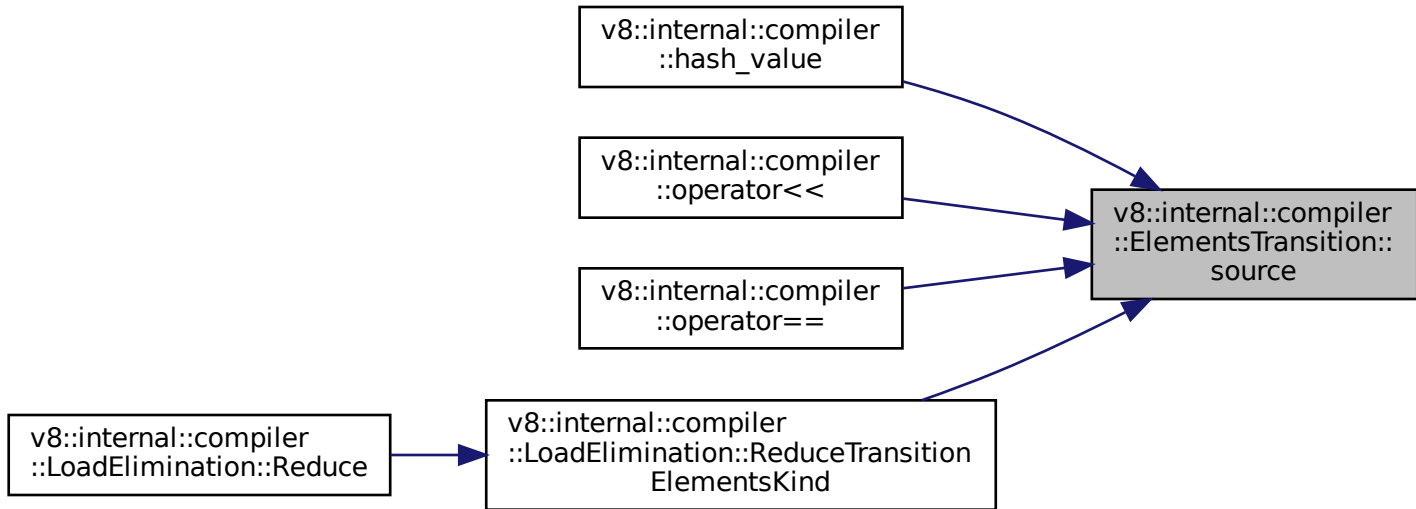 v8::internal::compiler
::hash_value
v8::internal::compiler
::operator<<
v8::internal::compiler
::ElementsTransition::
source
v8::internal::compiler
::operator==
v8::internal::compiler
::LoadElimination::Reduce
v8::internal::compiler
::LoadElimination::ReduceTransition
ElementsKind